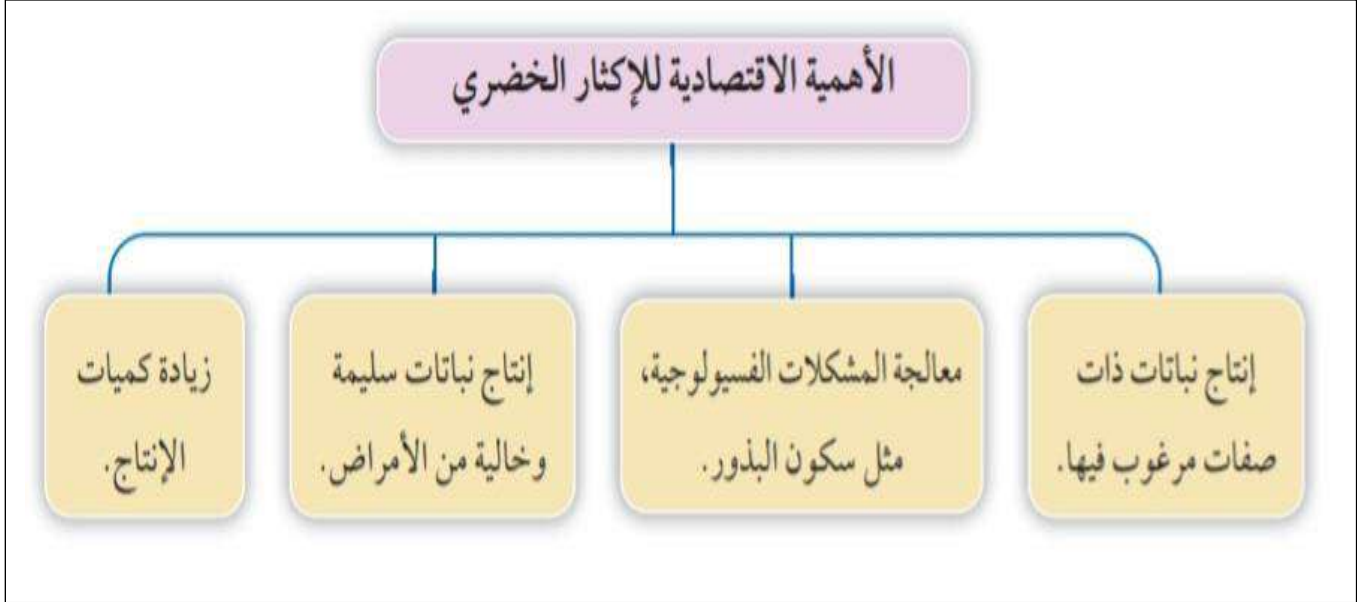 الأهمية الاقتصادية للإكثار الخضري
إنتاج نباتات ذات
صفات مرغوب فيها.
معالجة المشكلات الفسيولوجية،
مثل سكون البذور.
إنتاج نباتات سليمة
وخالية من الأمراض.
زيادة كميات
الإنتاج.